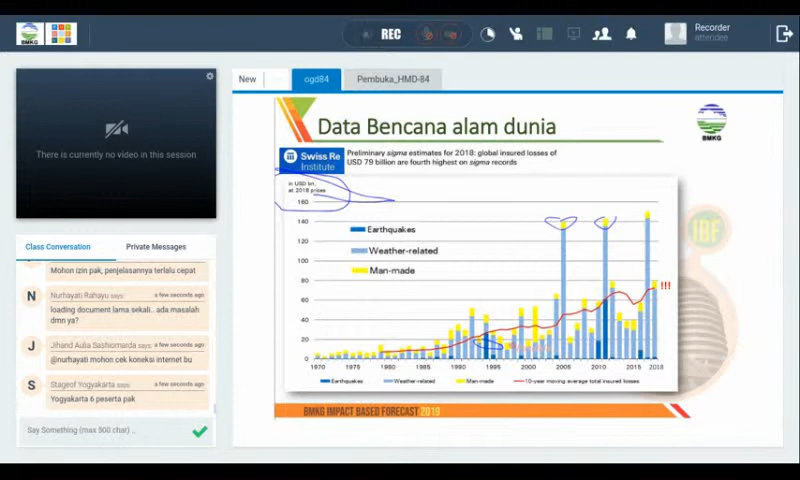 BMKG
REC
Recorder
attendee
New
ogd84
Pembuka_HMD-84
There is currently no video in this session
Class Conversation
Private Messages
Mohon izin pak, penjelasannya terlalu cepat
N
Nurhayati Rahayu says:
a few seconds ago
loading document lama sekali.. ada masalah
dmn ya?
J
Jihand Aulia Sashiomarda says:
a few seconds ago
@nurhayati mohon cek koneksi internet bu
S
Stageof Yogyakarta says:
a few seconds ago
Yogyakarta 6 peserta pak
Say Something (max 500 char) ..
Data Bencana alam dunia
BMKG
Swiss Re
Institute
Preliminary sigma estimates for 2018: global insured losses of
USD 79 billion are fourth highest on sigma records
in USD bn,
at 2018 prices
160
140
120
100
80
60
40
20
0
Earthquakes
Weather-related
Man-made
!!!
1970
1975
1980
1985
1990
1995
2000
2005
2010
2015
2018
Earthquakes
Weather-related
Man-made
10-year moving average total insured losses
IBF
BMKG IMPACT BASED FORECAST 2019